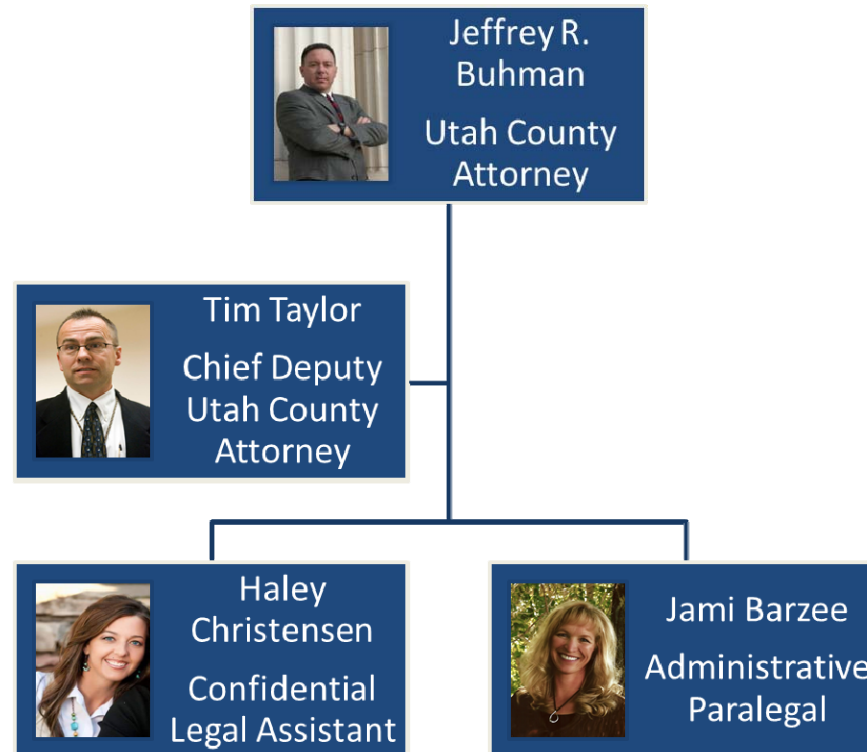 Jeffrey R.
Buhman
Utah County
Attorney
Tim Taylor
Chief Deputy
Utah County
Attorney
Haley
Christensen
Confidential
Legal Assistant
Jami Barzee
Administrative
Paralegal